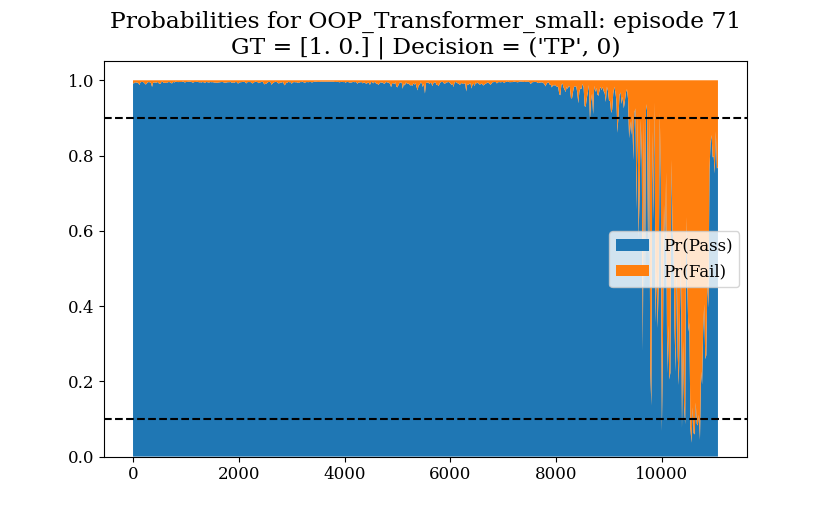 Probabilities for OOP_Transformer_small: episode 71
GT = [1. 0.] | Decision = ('TP', 0)
1.0
0.8
0.6
0.4
0.2
0.0
Pr(Pass)
Pr(Fail)
0 2000 4000 6000 8000 10000